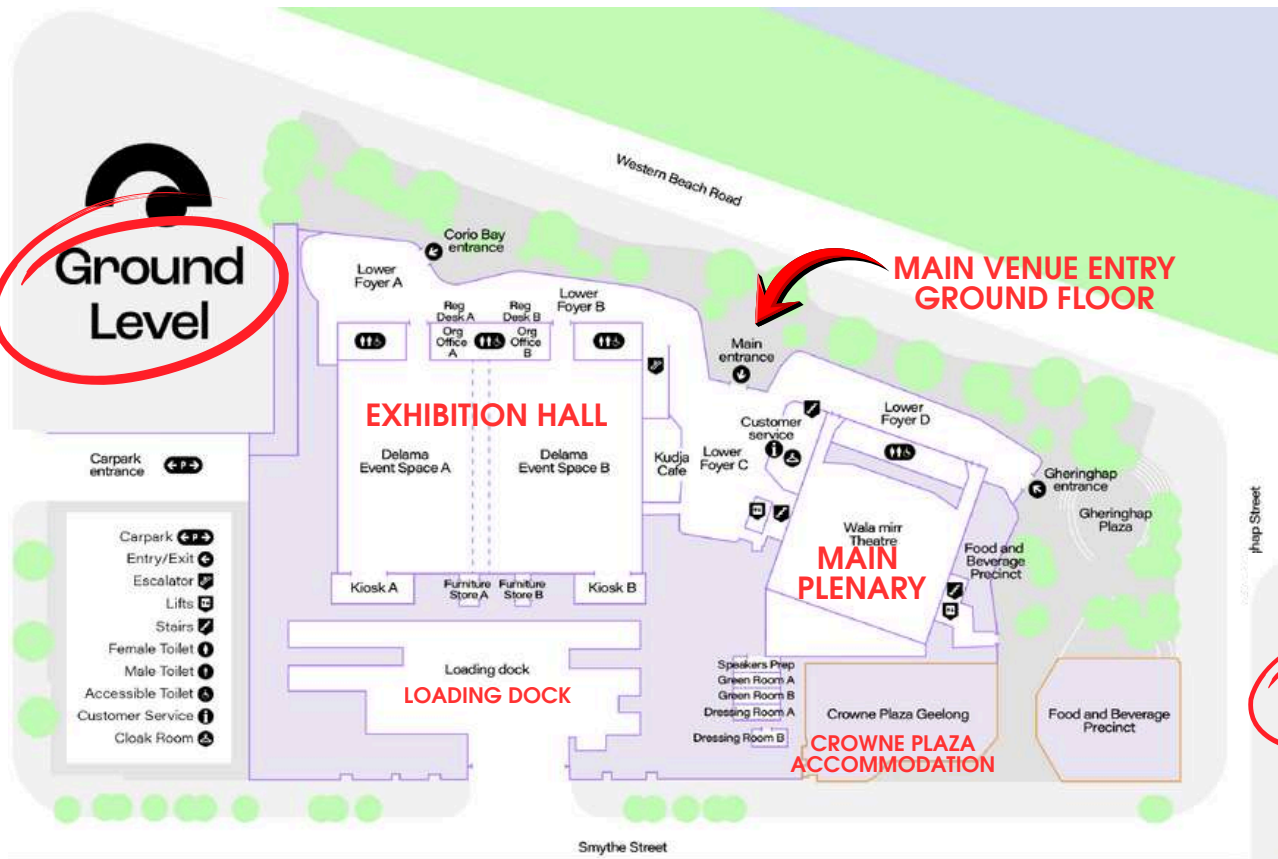 Ground
Level
Western Beach Road
Corio Bay
entrance
Lower
Foyer A
Reg
Desk A
Reg
Desk B
Lower
Foyer B
Org
Office
A
Org
Office
B
MAIN VENUE ENTRY
GROUND FLOOR
Main
entrance
EXHIBITION HALL
Delama
Event Space A
Delama
Event Space B
Kudja
Cafe
Lower
Foyer C
Customer
service
Lower
Foyer D
Gheringhap
entrance
Gheringhap
Plaza
hap Street
Wala mirr
Theatre
MAIN
PLENARY
Food and
Beverage
Precinct
Carpark
entrance
P
Carpark
P
Entry/Exit
Escalator
Lifts
Stairs
Female Toilet
Male Toilet
Accessible Toilet
Customer Service
Cloak Room
Kiosk A
Furniture
Store A
Furniture
Store B
Kiosk B
Loading dock
LOADING DOCK
Speakers Prep
Green Room A
Green Room B
Dressing Room A
Dressing Room B
Crowne Plaza Geelong
CROWNE PLAZA
ACCOMMODATION
Food and Beverage
Precinct
Smythe Street